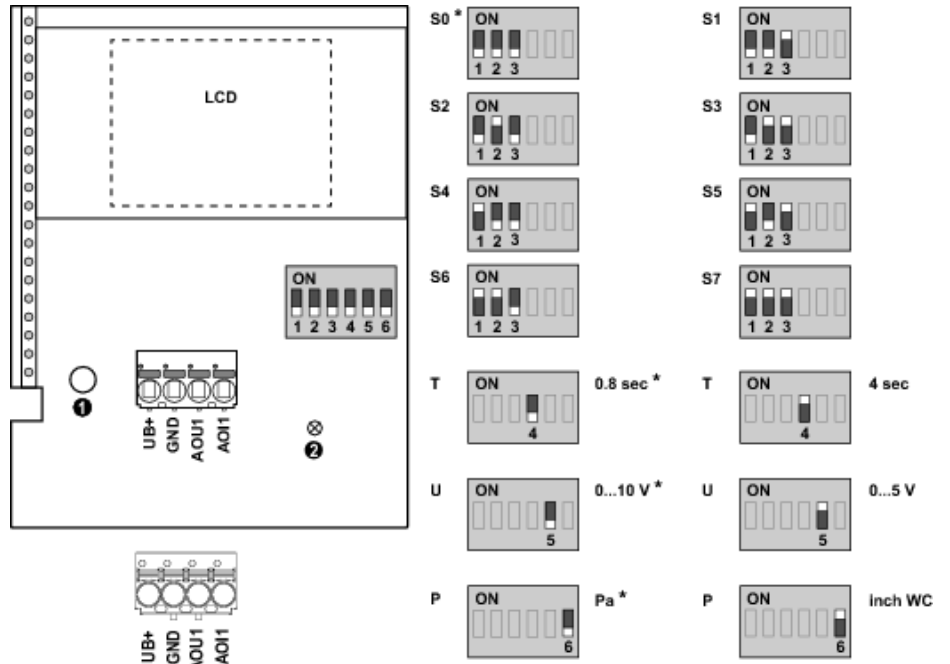 LCD
ON
1 2 3 4 5 6
❶
UB+
GND
AOU1
AOI1
❷
UB+
GND
AOU1
AOI1
S0 *
ON
1 2 3
S1
ON
1 2 3
S2
ON
1 2 3
S3
ON
1 2 3
S4
ON
1 2 3
S5
ON
1 2 3
S6
ON
1 2 3
S7
ON
1 2 3
T
ON
4
0.8 sec *
T
ON
4
4 sec
U
ON
5
0...10 V *
U
ON
5
0...5 V
P
ON
6
Pa *
P
ON
6
inch WC